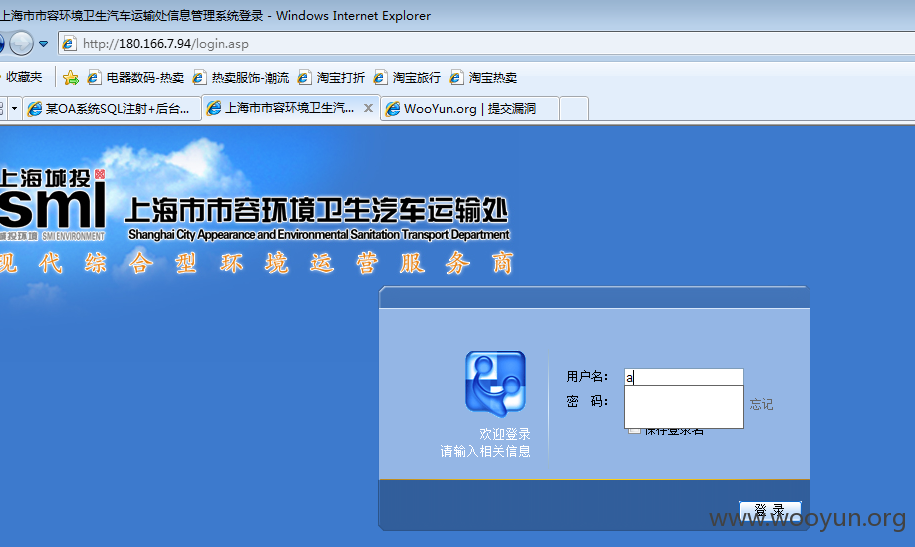 上海市市容环境卫生汽车运输处信息管理系统登录 - Windows Internet Explorer
http://180.166.7.94/login.asp
收藏夹 电器数码-热卖 热卖服饰-潮流 淘宝打折 淘宝旅行 淘宝热卖
某OA系统SQL注射+后台... 上海市市容环境卫生汽... WooYun.org | 提交漏洞
上海城投
smi 上海市市容环境卫生汽车运输处
城投环境 SMI ENVIRONMENT Shanghai City Appearance and Environmental Sanitation Transport Department
现代综合型环境运营服务商
用户名: a
密 码: 忘记
保存登录名
欢迎登录
请输入相关信息
登 录
www.wooyun.org